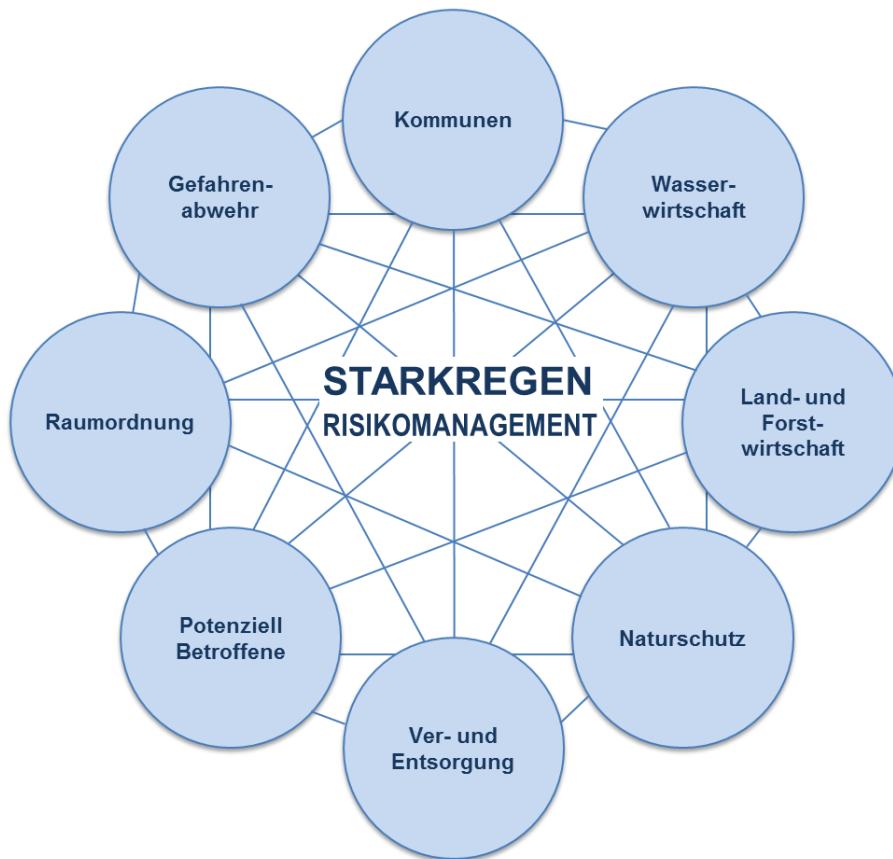 Kommunen
Gefahren-
abwehr
Wasser-
wirtschaft
STARKREGEN
RISIKOMANAGEMENT
Raumordnung
Land- und
Forst-
wirtschaft
Potenziell
Betroffene
Naturschutz
Ver- und
Entsorgung